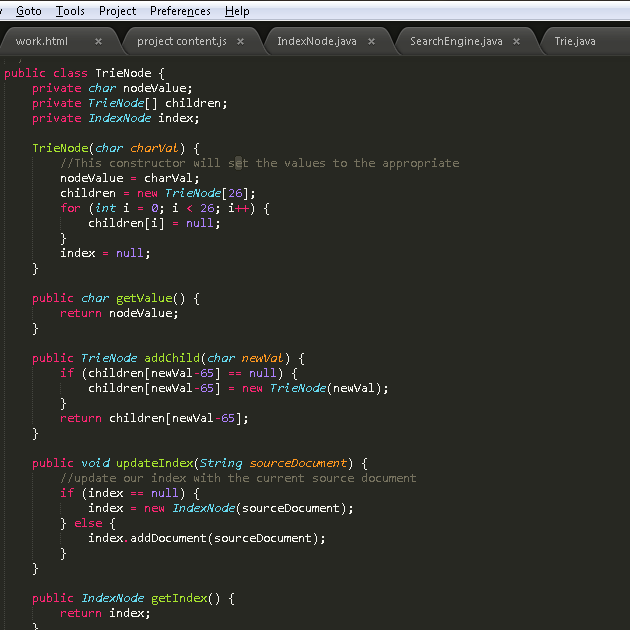 Goto Tools Project Preferences Help
work.html × project content.js × IndexNode.java × SearchEngine.java × Trie.java
public class TrieNode {
private char nodeValue;
private TrieNode[] children;
private IndexNode index;
TrieNode(char charVal) {
//This constructor will set the values to the appropriate
nodeValue = charVal;
children = new TrieNode[26];
for (int i = 0; i < 26; i++) {
children[i] = null;
}
index = null;
}
public char getValue() {
return nodeValue;
}
public TrieNode addChild(char newVal) {
if (children[newVal-65] == null) {
children[newVal-65] = new TrieNode(newVal);
}
return children[newVal-65];
}
public void updateIndex(String sourceDocument) {
//update our index with the current source document
if (index == null) {
index = new IndexNode(sourceDocument);
} else {
index.addDocument(sourceDocument);
}
}
public IndexNode getIndex() {
return index;
}